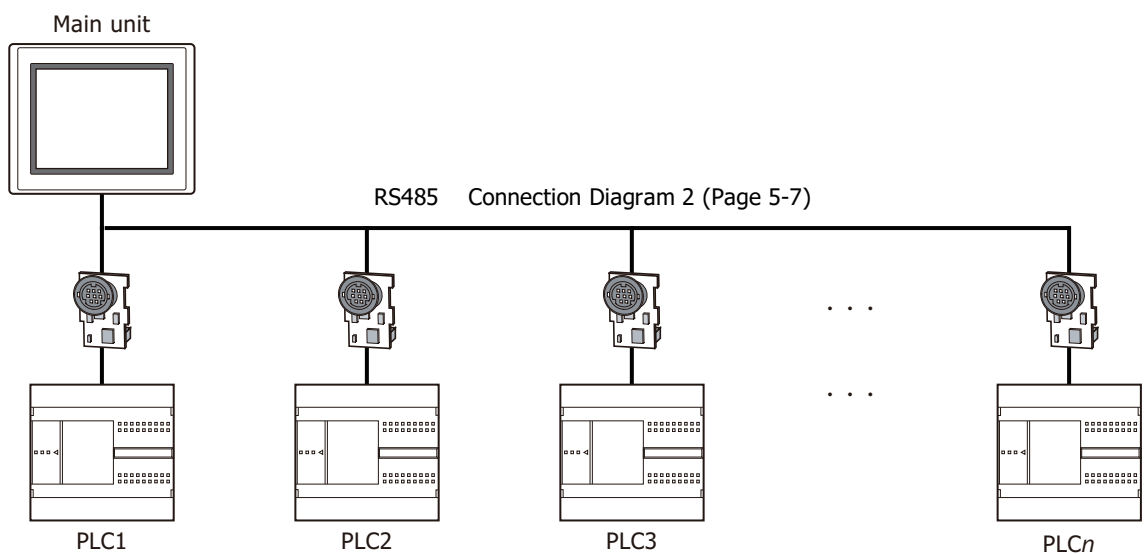 Main unit
RS485 Connection Diagram 2 (Page 5-7)
. . .
. . .
PLC1 PLC2 PLC3 PLCn